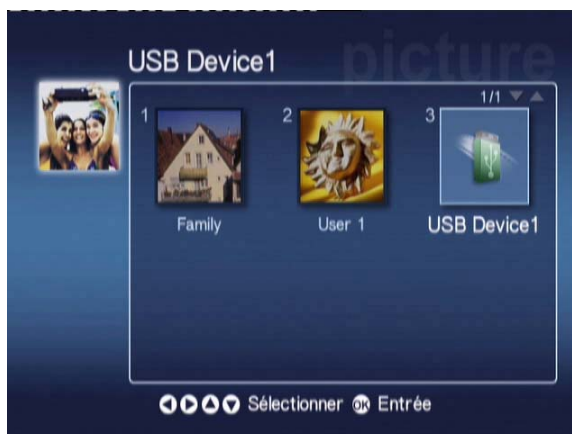 USB Device1
picture
1/1
1
2
3
Family
User 1
USB Device1
Sélectionner OK Entrée